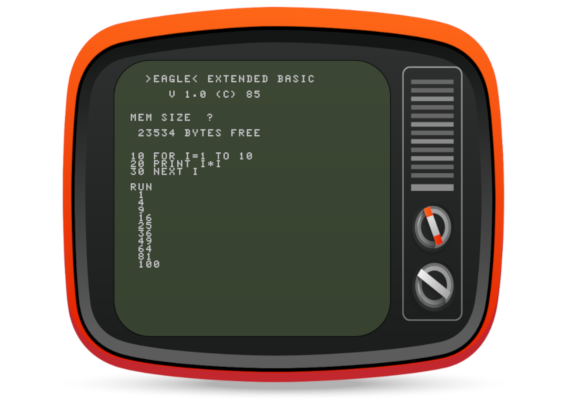 >EAGLE< EXTENDED BASIC
V 1.0 (C) 85
MEM SIZE ?
23534 BYTES FREE
10 FOR I=1 TO 10
20 PRINT I*I
30 NEXT I
RUN
1
4
9
16
25
36
49
64
81
100